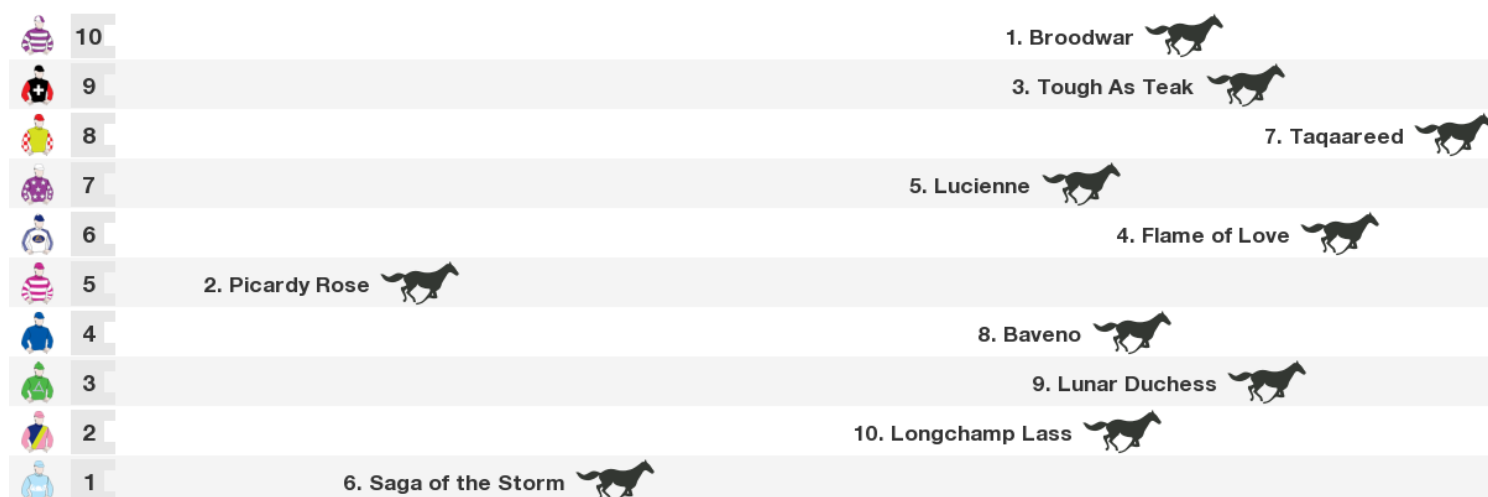 10 1. Broodwar
9 3. Tough As Teak
8 7. Taqaareed
7 5. Lucienne
6 4. Flame of Love
5 2. Picardy Rose
4 8. Baveno
3 9. Lunar Duchess
2 10. Longchamp Lass
1 6. Saga of the Storm